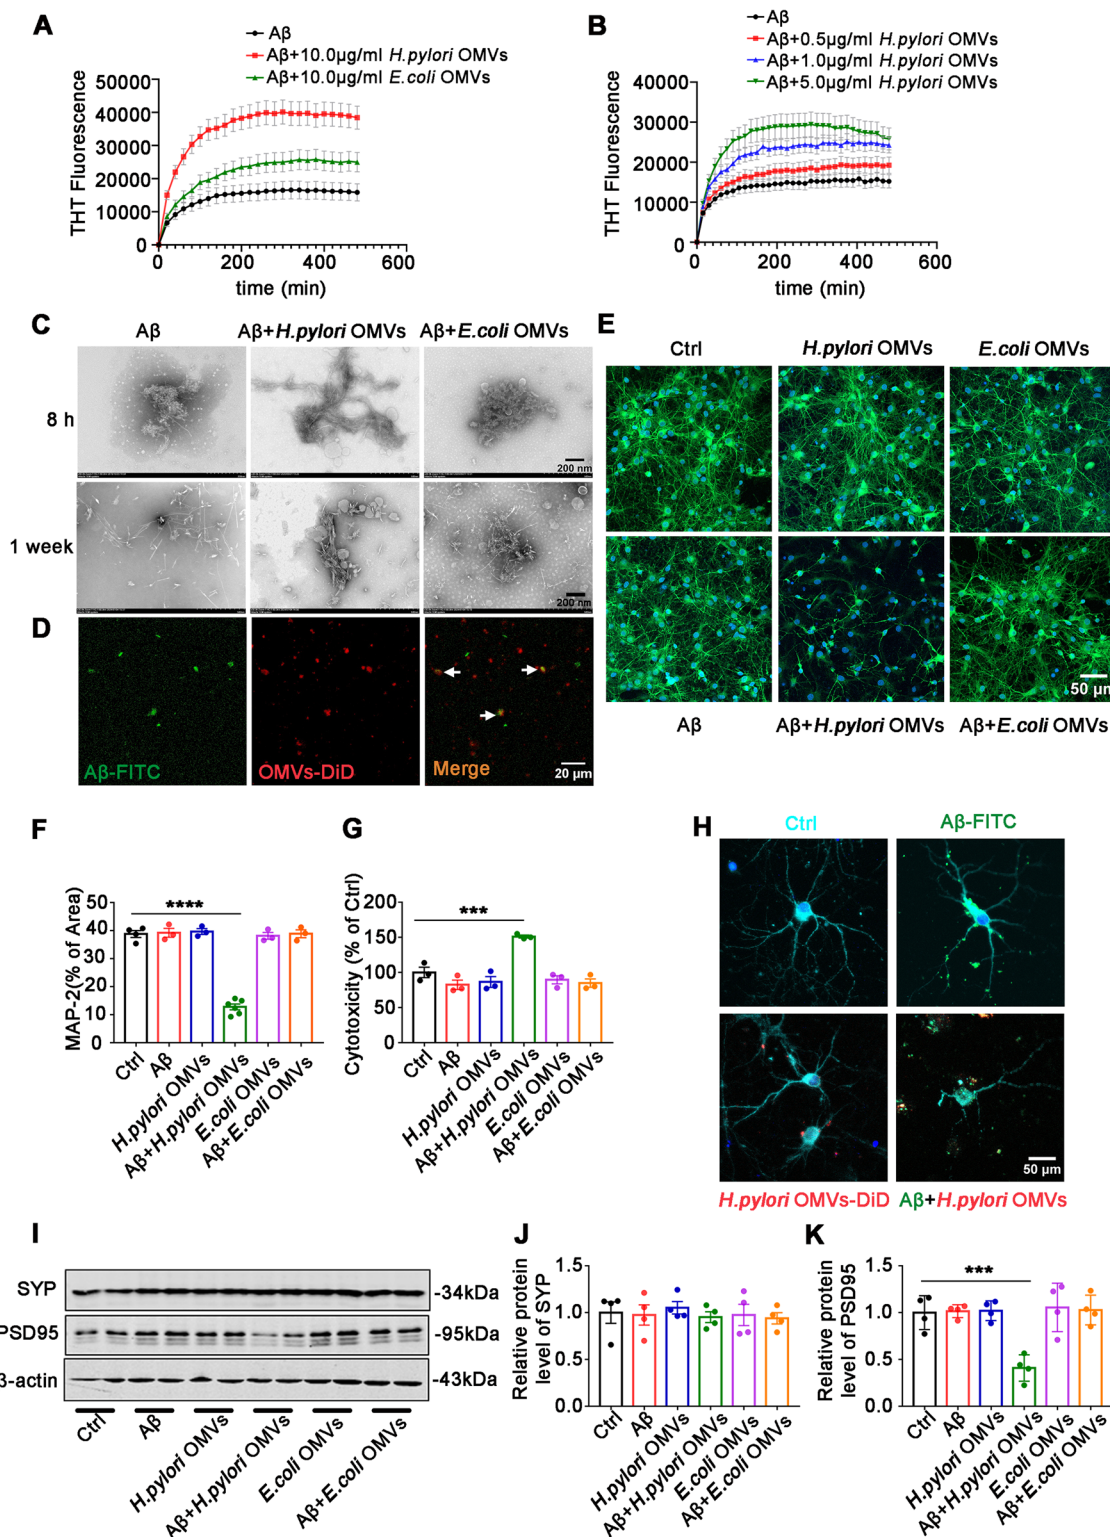 A
Aβ
Aβ+10.0μg/ml H.pylori OMVs
Aβ+10.0μg/ml E.coli OMVs
THT Fluorescence
50000
40000
30000
20000
10000
0
0 200 400 600
time (min)
B
Aβ
Aβ+0.5μg/ml H.pylori OMVs
Aβ+1.0μg/ml H.pylori OMVs
Aβ+5.0μg/ml H.pylori OMVs
THT Fluorescence
40000
30000
20000
10000
0
0 200 400 600
time (min)
C
Aβ Aβ+H.pylori OMVs Aβ+E.coli OMVs
8 h
200 nm
1 week
200 nm
D
Aβ-FITC OMVs-DiD Merge
20 μm
E
Ctrl H.pylori OMVs E.coli OMVs
50 μm
Aβ Aβ+H.pylori OMVs Aβ+E.coli OMVs
F
MAP-2(% of Area)
50
40
30
20
10
0
****
Ctrl
Aβ
H.pylori OMVs
Aβ+H.pylori OMVs
E.coli OMVs
Aβ+E.coli OMVs
G
Cytotoxicity (% of Ctrl)
200
150
100
50
0
***
Ctrl
Aβ
H.pylori OMVs
Aβ+H.pylori OMVs
E.coli OMVs
Aβ+E.coli OMVs
H
Ctrl Aβ-FITC
50 μm
H.pylori OMVs-DiD Aβ+H.pylori OMVs
I
SYP -34kDa
PSD95 -95kDa
β-actin -43kDa
Ctrl
Aβ
H.pylori OMVs
Aβ+H.pylori OMVs
E.coli OMVs
Aβ+E.coli OMVs
J
Relative protein
level of SYP
1.5
1.0
0.5
0.0
Ctrl
Aβ
H.pylori OMVs
Aβ+H.pylori OMVs
E.coli OMVs
Aβ+E.coli OMVs
K
Relative protein
level of PSD95
1.5
1.0
0.5
0.0
***
Ctrl
Aβ
H.pylori OMVs
Aβ+H.pylori OMVs
E.coli OMVs
Aβ+E.coli OMVs